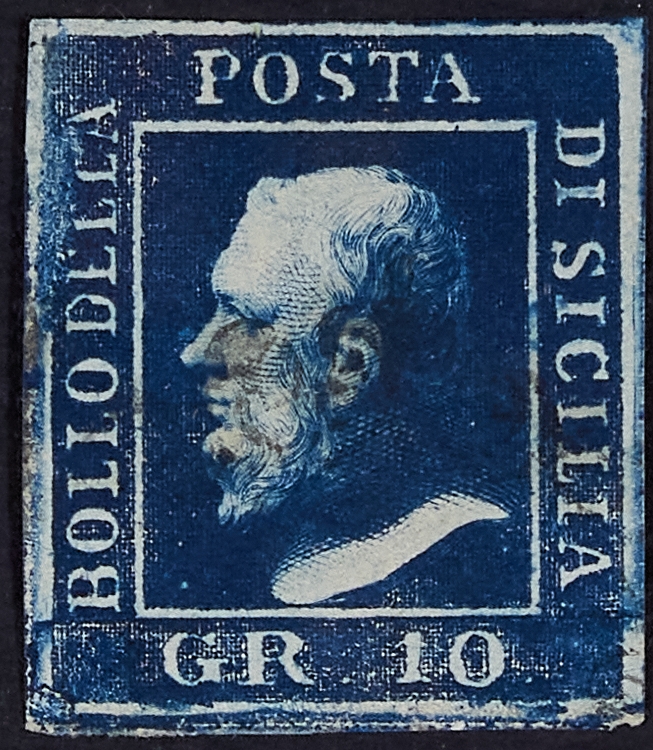 BOLLO DELLA
POSTA
DI SICILIA
GR 10